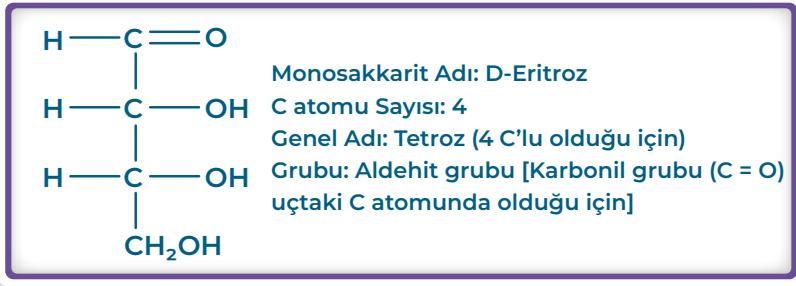 H C O
Monosakkarit Adı: D-Eritroz
H C OH C atomu Sayısı: 4
Genel Adı: Tetroz (4 C'lu olduğu için)
H C OH Grubu: Aldehit grubu [Karbonil grubu (C = O)
uçtaki C atomunda olduğu için]
CH₂OH